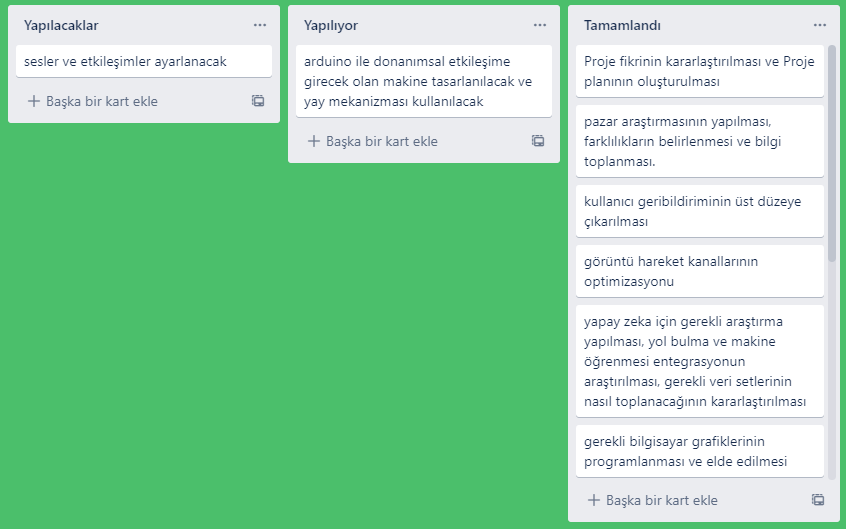 Yapılacaklar
sesler ve etkileşimler ayarlanacak
Başka bir kart ekle
Yapılıyor
arduino ile donanımsal etkileşime
girecek olan makine tasarlanılacak ve
yay mekanizması kullanılacak
Başka bir kart ekle
Tamamlandı
Proje fikrinin kararlaştırılması ve Proje
planının oluşturulması
pazar araştırmasının yapılması,
farklılıkların belirlenmesi ve bilgi
toplanması.
kullanıcı geribildiriminin üst düzeye
çıkarılması
görüntü hareket kanallarının
optimizasyonu
yapay zeka için gerekli araştırma
yapılması, yol bulma ve makine
öğrenmesi entegrasyonun
araştırılması, gerekli veri setlerinin
nasıl toplanacağının kararlaştırılması
gerekli bilgisayar grafiklerinin
programlanması ve elde edilmesi
Başka bir kart ekle